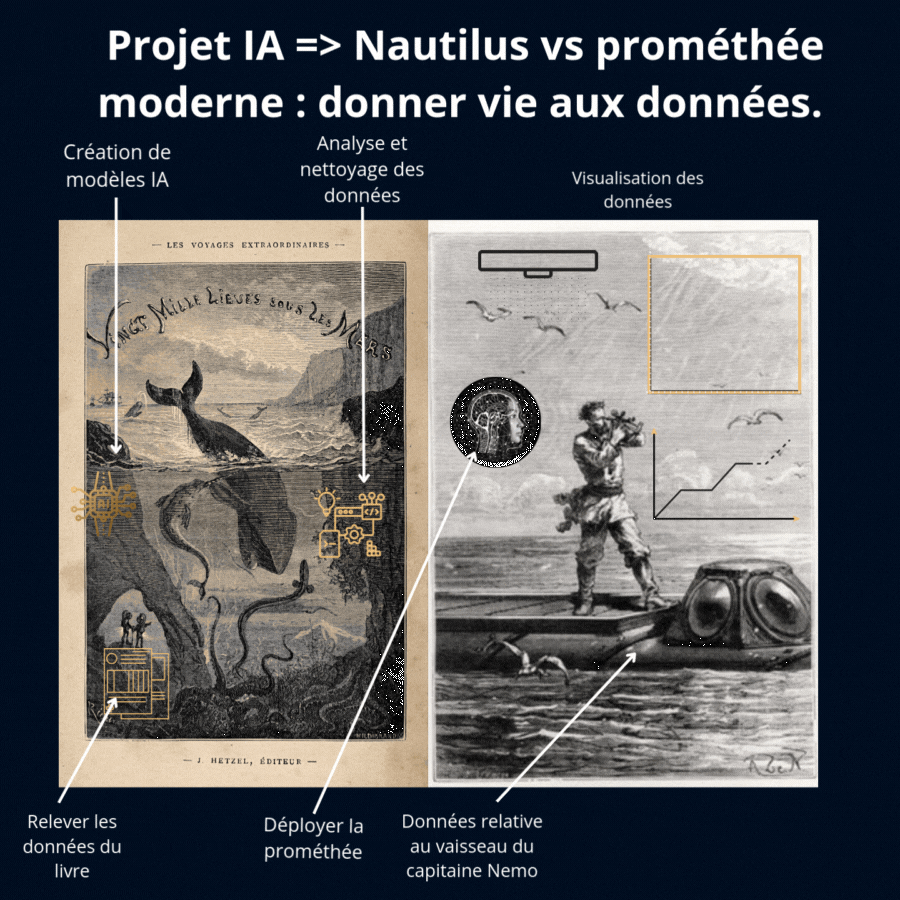 Projet IA => Nautilus vs prométhée
moderne : donner vie aux données.
Création de
modèles IA
Analyse et
nettoyage des
données
Visualisation des
données
— LES VOYAGES EXTRAORDINAIRES —
VINGT MILLE LIEUES SOUS LES MERS
AI
</>
— J. HETZEL, ÉDITEUR —
Relever les
données du
livre
Déployer la
prométhée
Données relative
au vaisseau du
capitaine Nemo